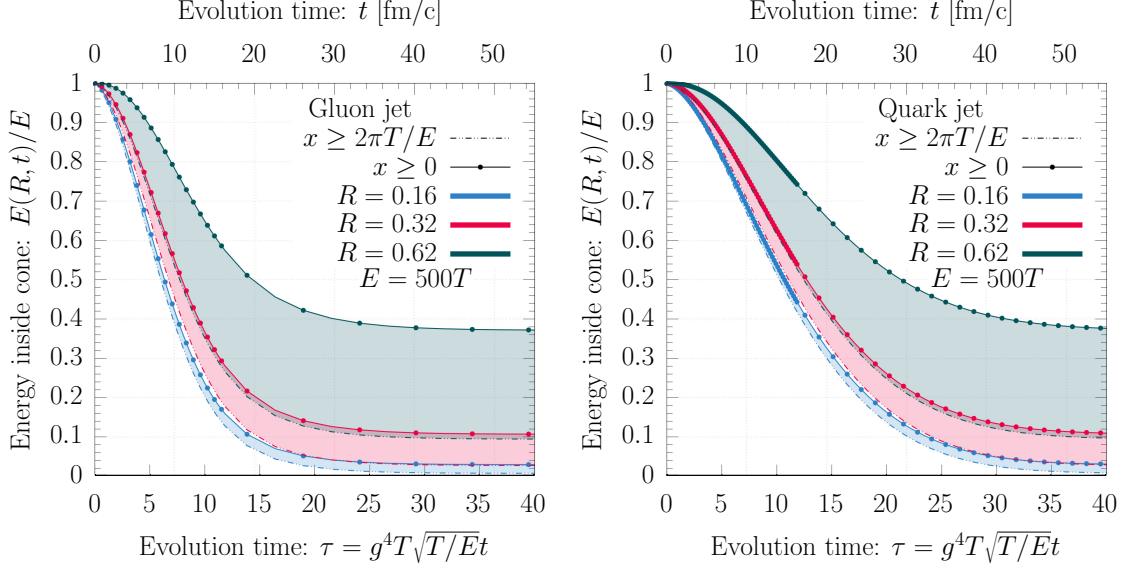 Evolution time: t [fm/c]
0 10 20 30 40 50
Energy inside cone: E(R, t)/E
1
0.9
0.8
0.7
0.6
0.5
0.4
0.3
0.2
0.1
0
Gluon jet
x ≥ 2πT/E
x ≥ 0
R = 0.16
R = 0.32
R = 0.62
E = 500T
0 5 10 15 20 25 30 35 40
Evolution time: τ = g⁴T√(T/E)t
Evolution time: t [fm/c]
0 10 20 30 40 50
Energy inside cone: E(R, t)/E
1
0.9
0.8
0.7
0.6
0.5
0.4
0.3
0.2
0.1
0
Quark jet
x ≥ 2πT/E
x ≥ 0
R = 0.16
R = 0.32
R = 0.62
E = 500T
0 5 10 15 20 25 30 35 40
Evolution time: τ = g⁴T√(T/E)t